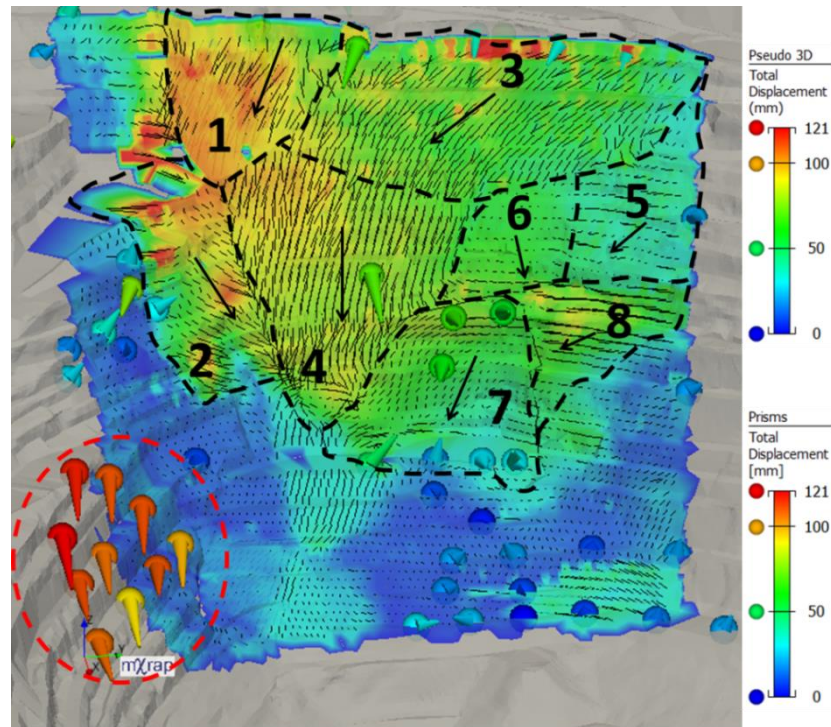 1
3
6
5
8
2
4
7
mχrap
Pseudo 3D
Total
Displacement
(mm)
121
100
50
0
Prisms
Total
Displacement
[mm]
121
100
50
0
z
Y
X